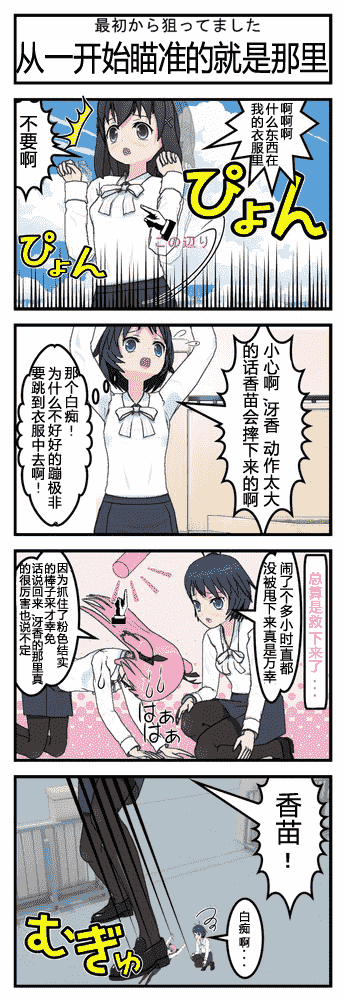 最初から狙ってました
从一开始瞄准的就是那里
啊啊啊
什么东西在
我的衣服里
不要啊
ぴょん
この辺り
ぴょん
小心啊，冴香 动作太大
的话香苗会摔下来的啊
那个白痴！
为什么不好好的蹦极非
要跳到衣服中去啊！
总算是救下来了...
闹了一个多小时一直都
没被甩下来真是万幸
因为抓住了粉色结实
的棒子采才幸免
话说回来，冴香的那里真
的很厉害也说不定
はぁ
はぁ
香苗！
白痴啊...
むぎゅ